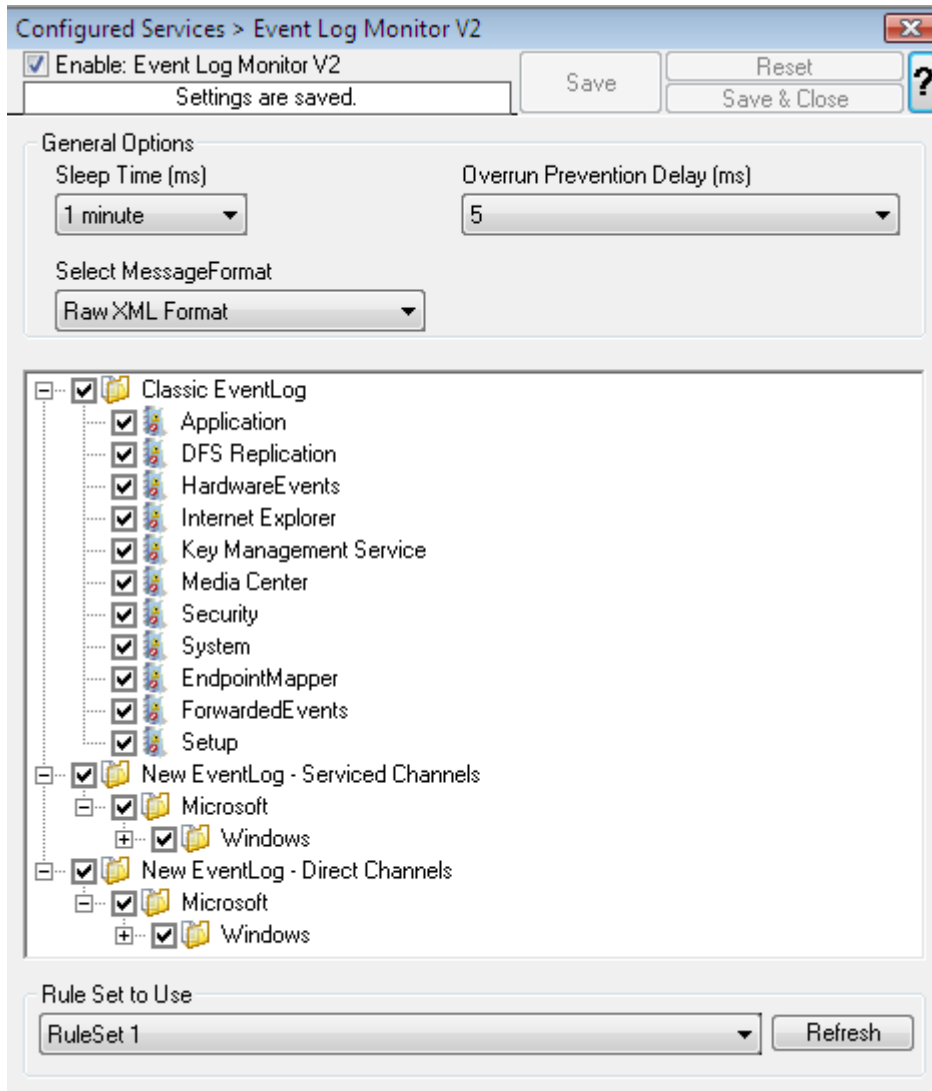 Configured Services > Event Log Monitor V2
Enable: Event Log Monitor V2
Settings are saved.
Save
Reset
Save & Close
?
General Options
Sleep Time (ms)
Overrun Prevention Delay (ms)
1 minute
5
Select MessageFormat
Raw XML Format
Classic EventLog
Application
DFS Replication
HardwareEvents
Internet Explorer
Key Management Service
Media Center
Security
System
EndpointMapper
ForwardedEvents
Setup
New EventLog - Serviced Channels
Microsoft
Windows
New EventLog - Direct Channels
Microsoft
Windows
Rule Set to Use
RuleSet 1
Refresh